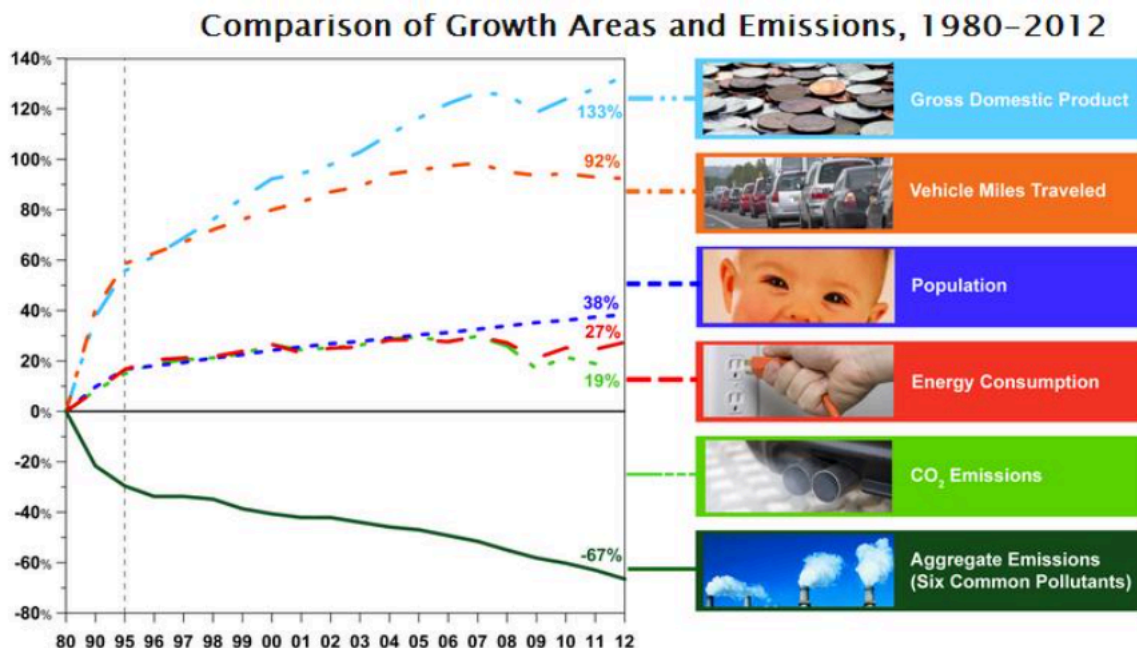 Comparison of Growth Areas and Emissions, 1980-2012
140%
120%
100%
80%
60%
40%
20%
0%
-20%
-40%
-60%
-80%
133%
92%
38%
27%
19%
-67%
80 90 95 96 97 98 99 00 01 02 03 04 05 06 07 08 09 10 11 12
Gross Domestic Product
Vehicle Miles Traveled
Population
Energy Consumption
CO₂ Emissions
Aggregate Emissions
(Six Common Pollutants)